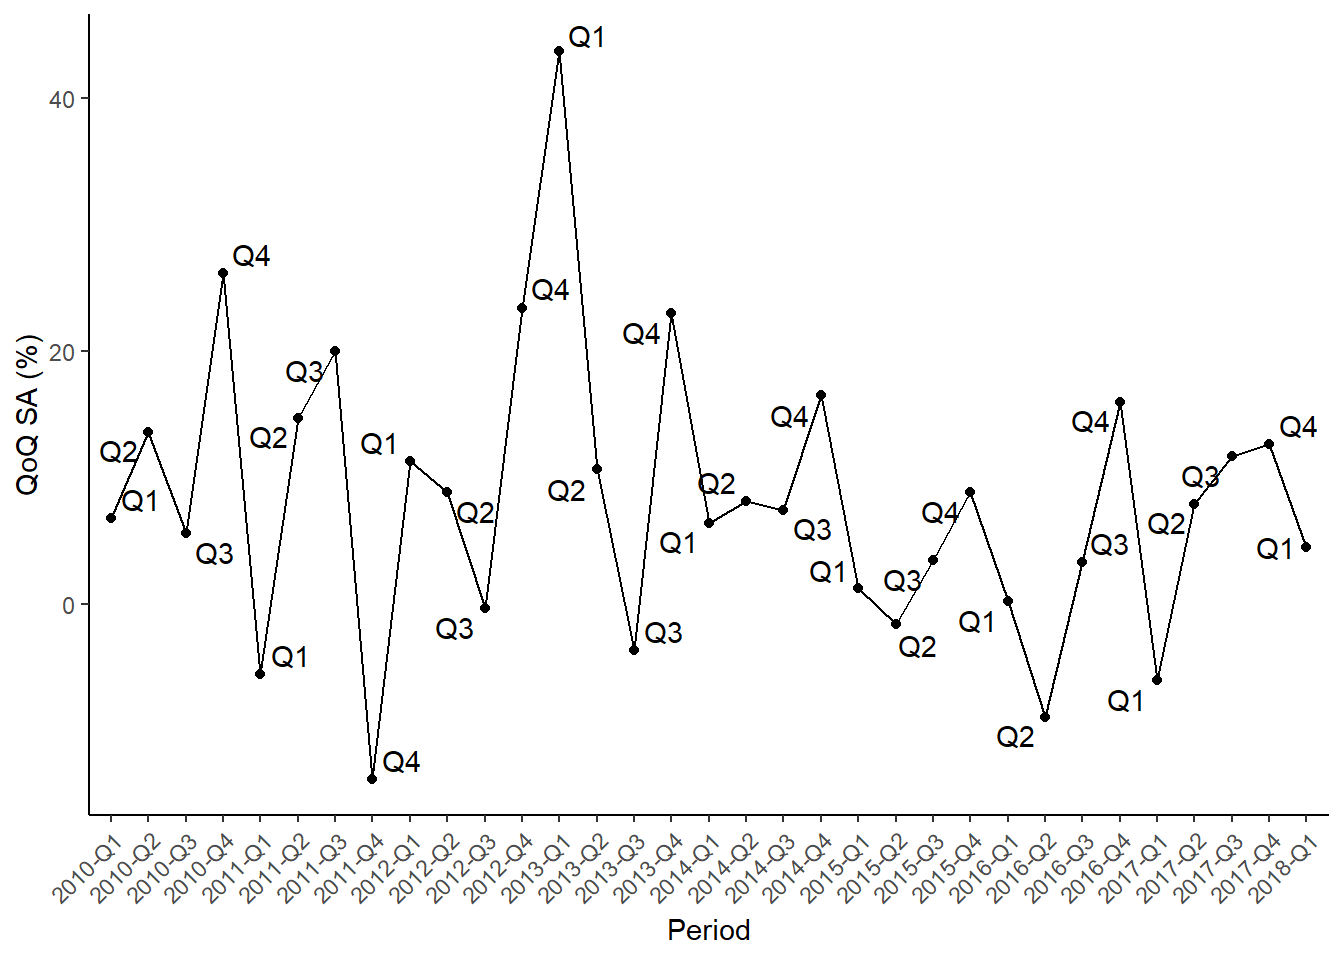 QoQ SA (%)
40
20
0
Q2
Q1
Q3
Q4
Q1
Q2
Q3
Q4
Q1
Q2
Q3
Q4
Q1
Q2
Q3
Q4
Q1
Q2
Q3
Q4
Q1
Q2
Q3
Q4
Q1
Q2
Q3
Q4
Q1
Q2
Q3
Q4
Q1
2010-Q1
2010-Q2
2010-Q3
2010-Q4
2011-Q1
2011-Q2
2011-Q3
2011-Q4
2012-Q1
2012-Q2
2012-Q3
2012-Q4
2013-Q1
2013-Q2
2013-Q3
2013-Q4
2014-Q1
2014-Q2
2014-Q3
2014-Q4
2015-Q1
2015-Q2
2015-Q3
2015-Q4
2016-Q1
2016-Q2
2016-Q3
2016-Q4
2017-Q1
2017-Q2
2017-Q3
2017-Q4
2018-Q1
Period